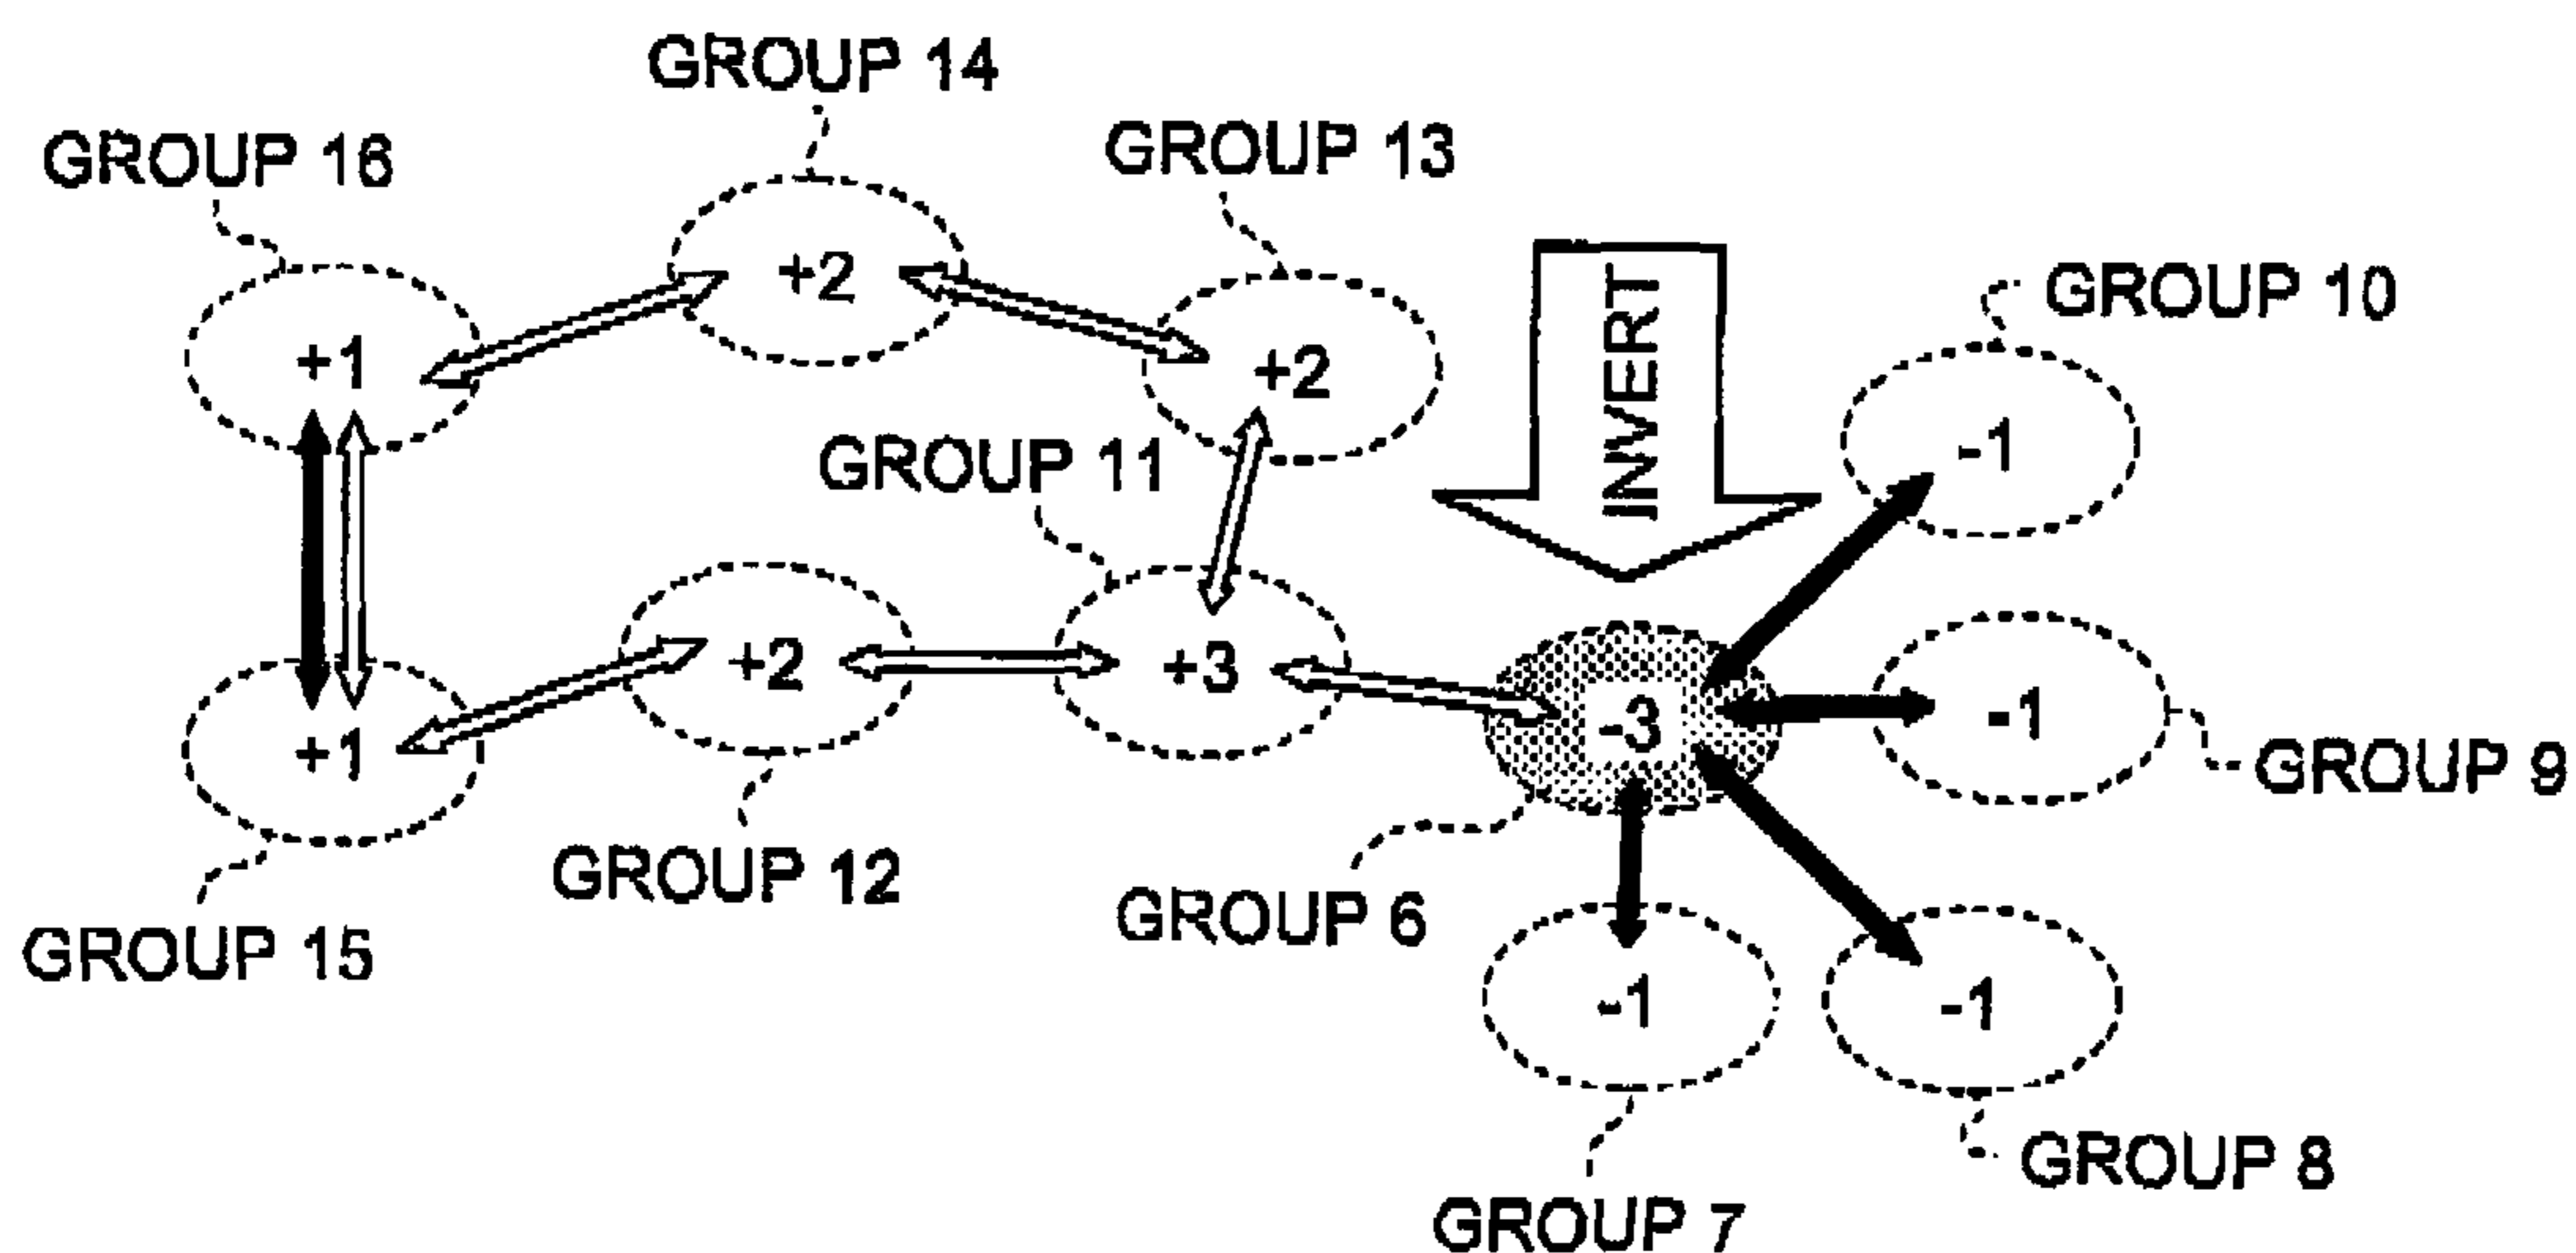 GROUP 14
GROUP 13
GROUP 16
+2
GROUP 10
+2
+1
INVERT
-1
GROUP 11
+2
+3
-3
-1
+1
GROUP 9
GROUP 12
GROUP 6
GROUP 15
-1
-1
GROUP 8
GROUP 7